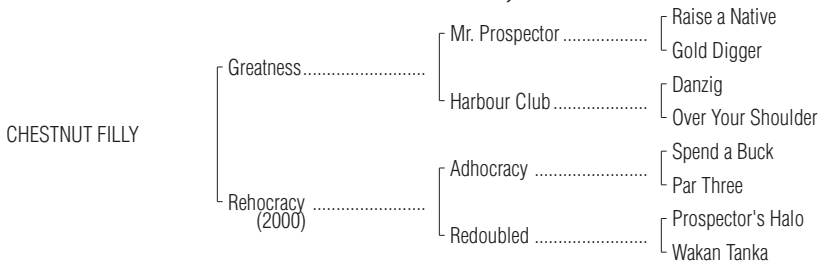 Raise a Native
Mr. Prospector ..................
Gold Digger
Greatness..........................
Danzig
Harbour Club ....................
Over Your Shoulder
CHESTNUT FILLY
Spend a Buck
Adhocracy ........................
Par Three
Rehocracy ........................
(2000)
Prospector's Halo
Redoubled ........................
Wakan Tanka